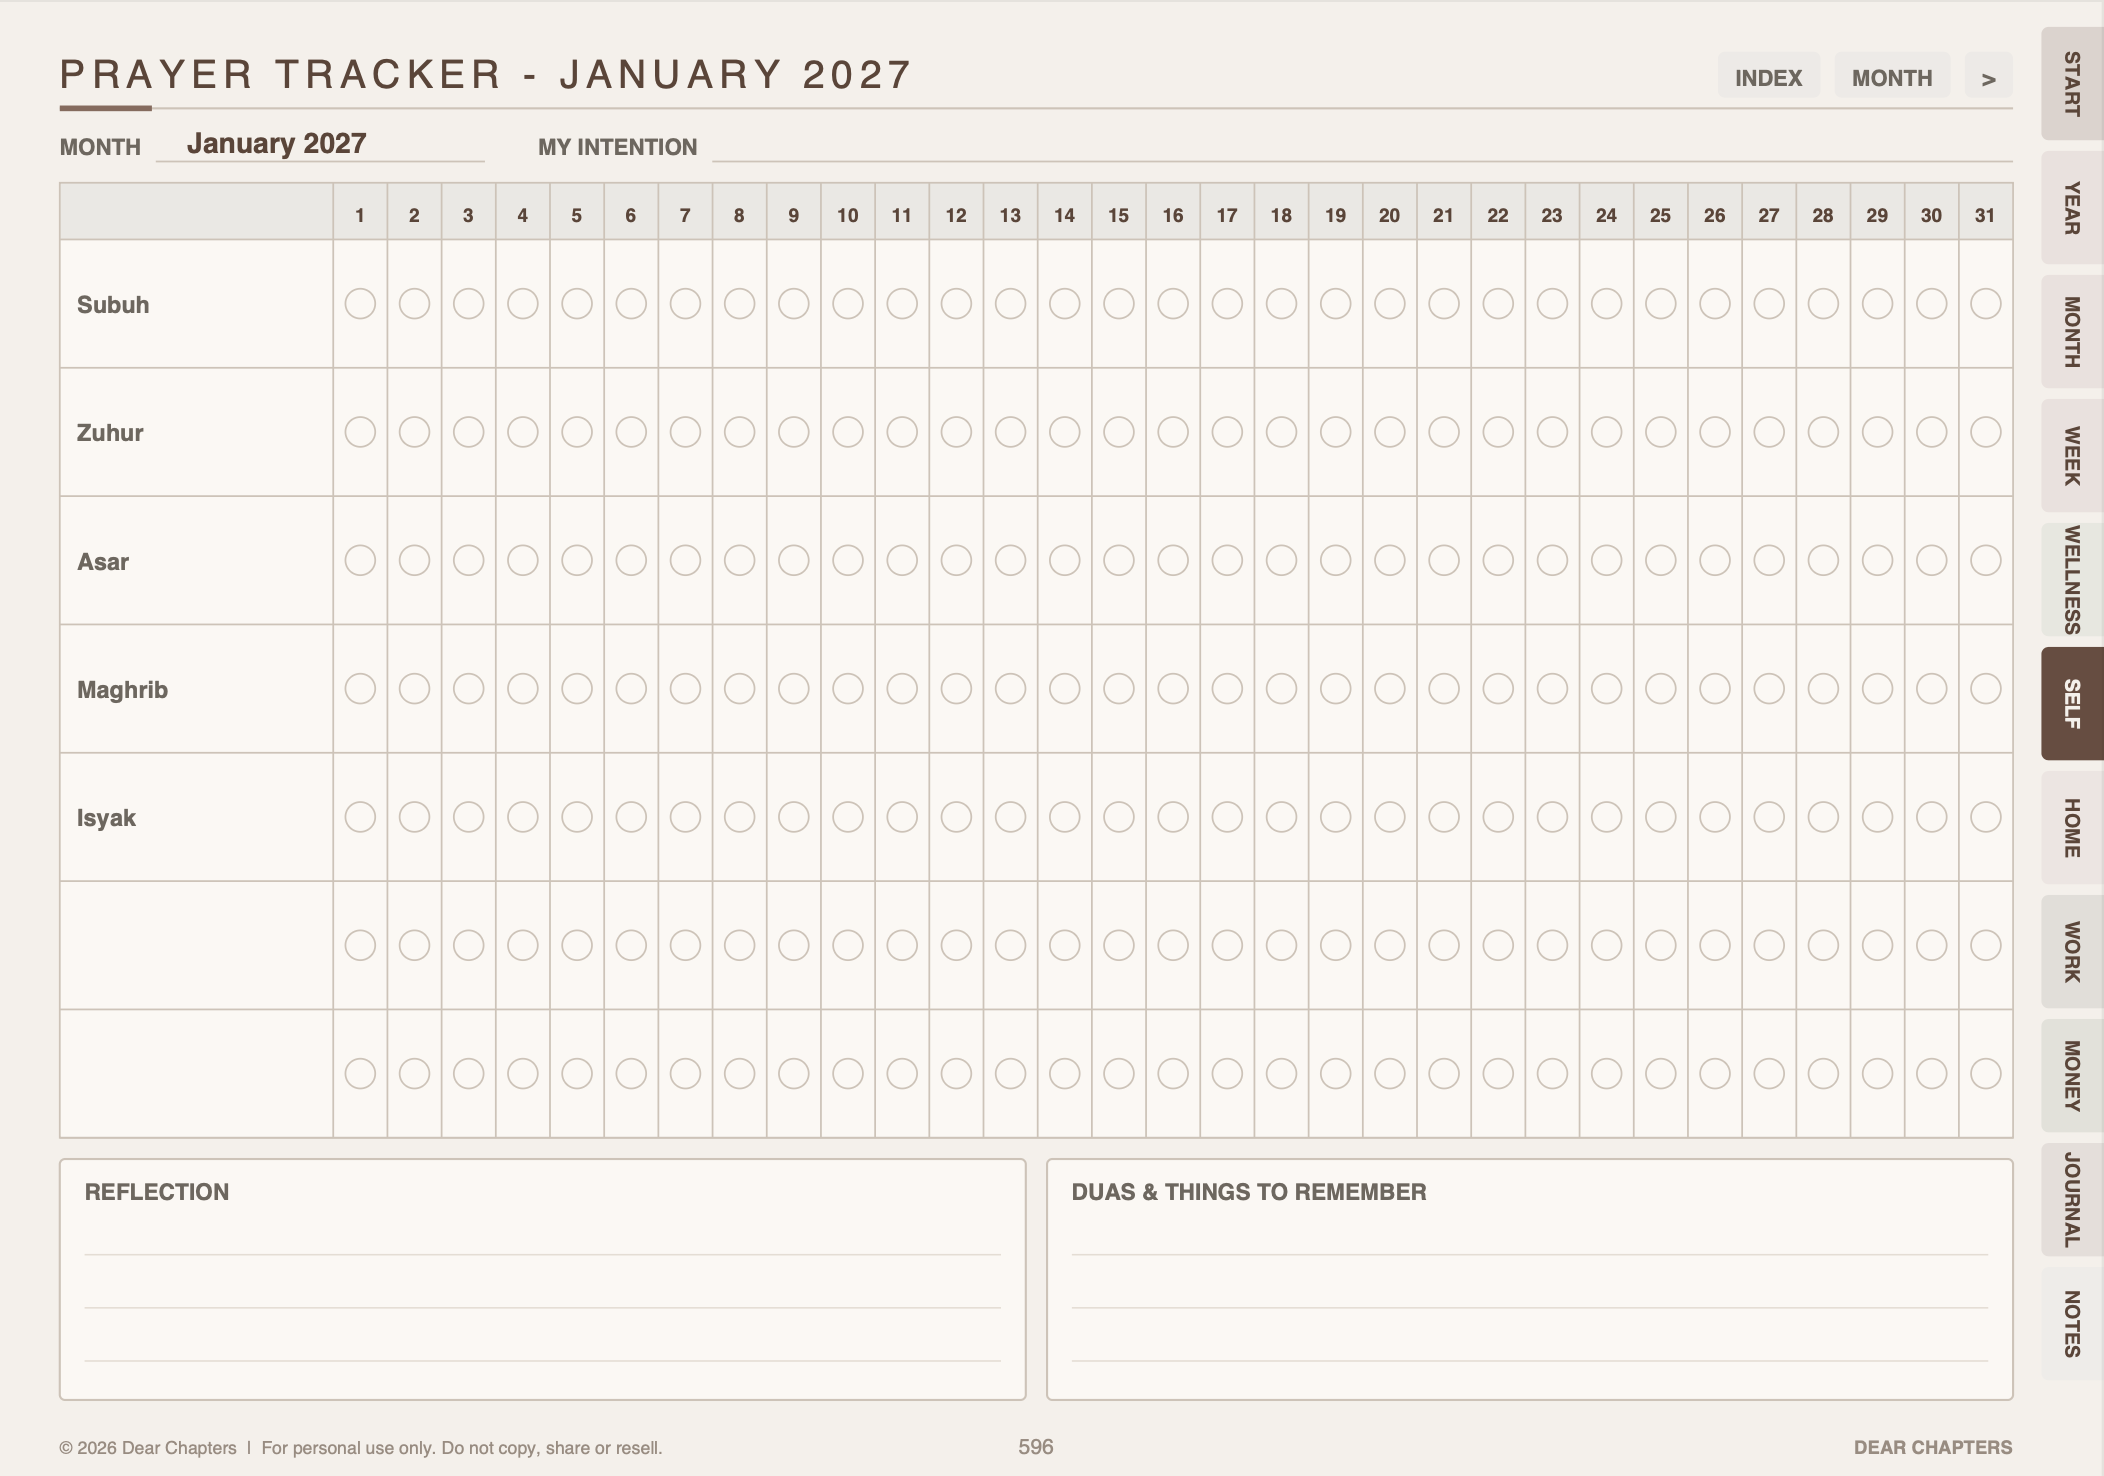 PRAYER TRACKER - JANUARY 2027
INDEX MONTH >
MONTH January 2027 MY INTENTION
1 2 3 4 5 6 7 8 9 10 11 12 13 14 15 16 17 18 19 20 21 22 23 24 25 26 27 28 29 30 31
Subuh
Zuhur
Asar
Maghrib
Isyak
REFLECTION
DUAS & THINGS TO REMEMBER
© 2026 Dear Chapters | For personal use only. Do not copy, share or resell.
596
DEAR CHAPTERS
START
YEAR
MONTH
WEEK
WELLNESS
SELF
HOME
WORK
MONEY
JOURNAL
NOTES